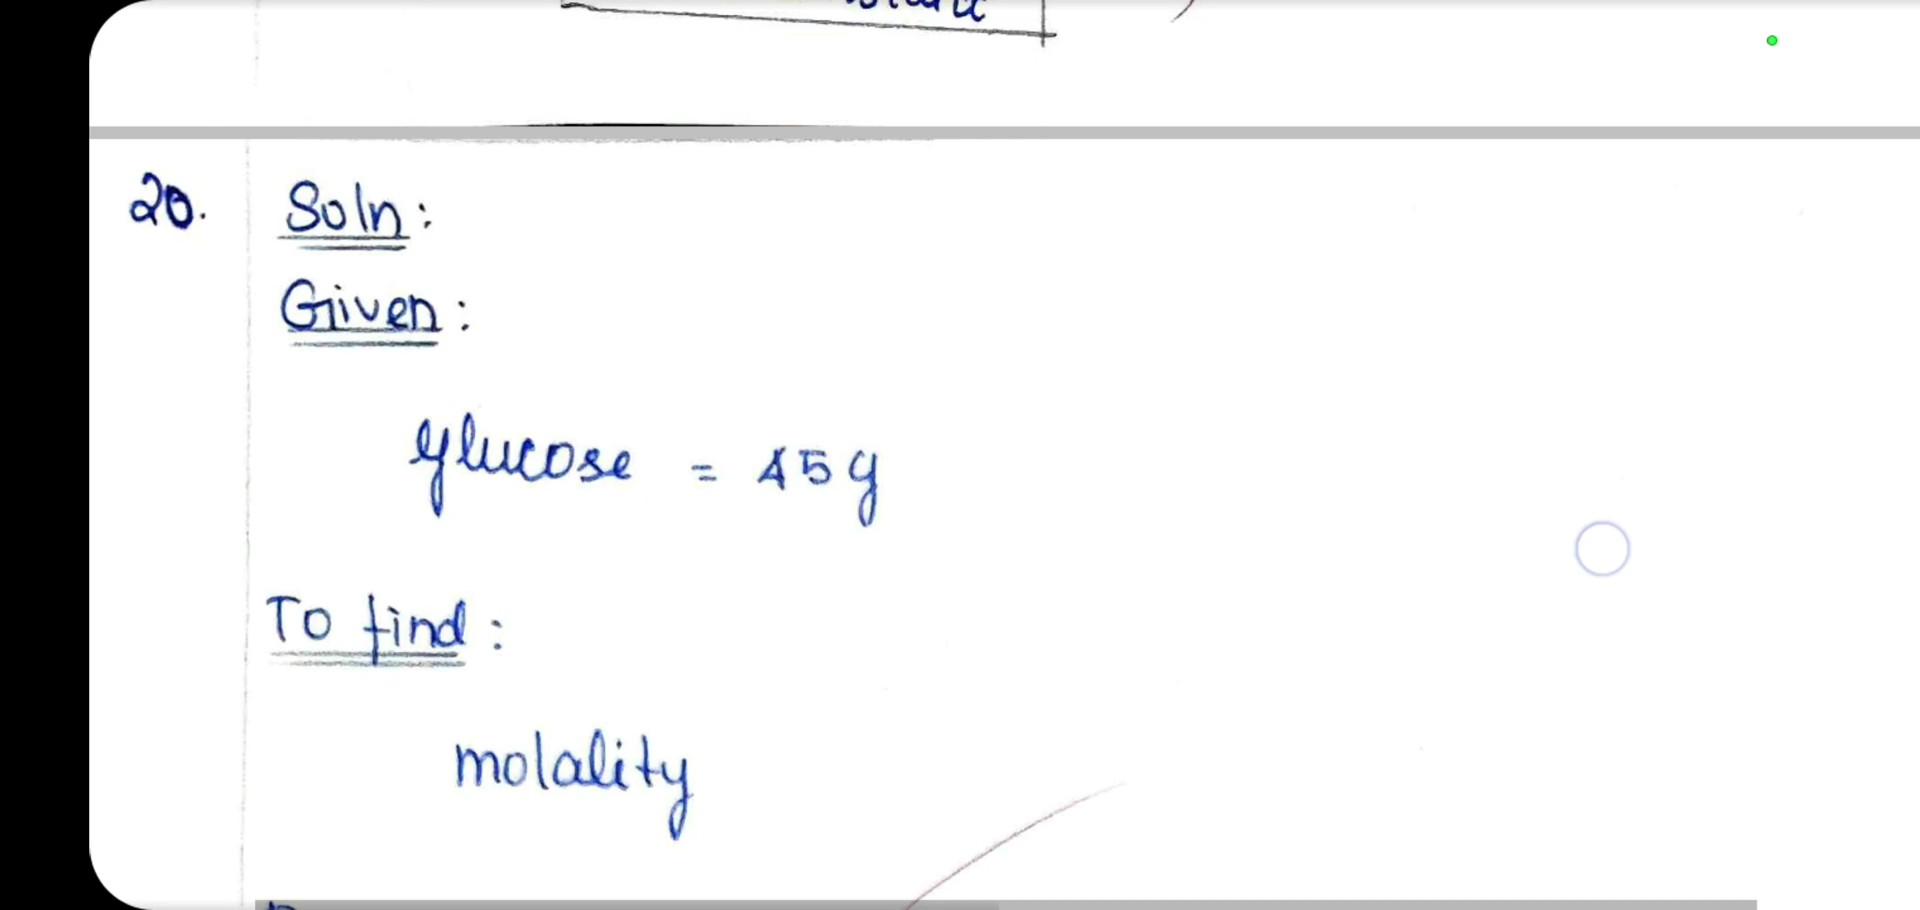 20. Soln:
Given:
glucose = 45g
To find:
molality